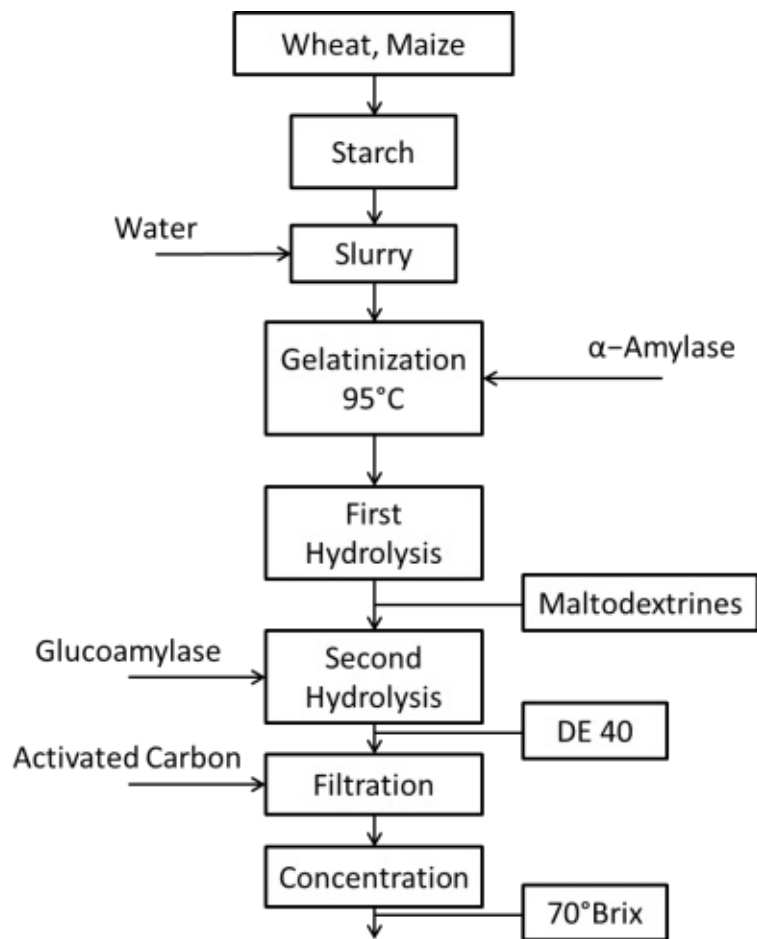 Wheat, Maize
Starch
Water
Slurry
Gelatinization
95°C
α−Amylase
First
Hydrolysis
Maltodextrines
Glucoamylase
Second
Hydrolysis
DE 40
Activated Carbon
Filtration
Concentration
70°Brix